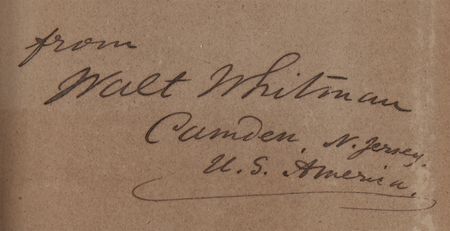 from
Walt Whitman
Camden, N. Jersey.
U. S. America.